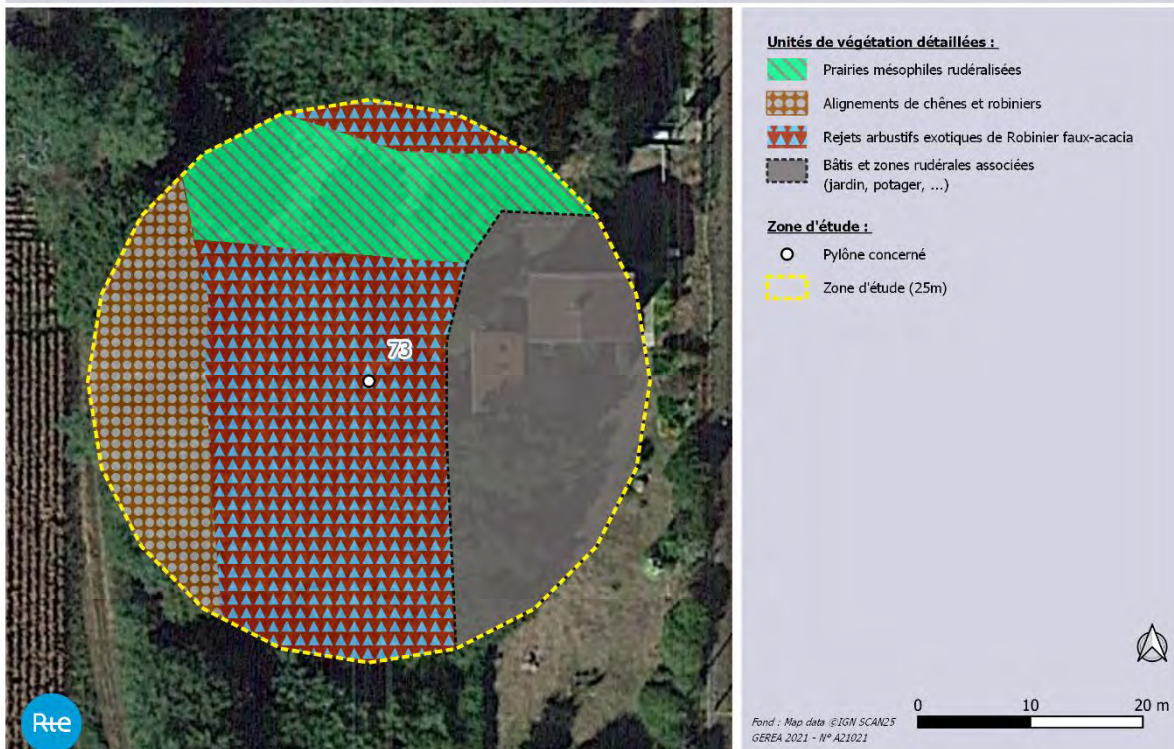 Unités de végétation détaillées :
Prairies mésophiles rudéralisées
Alignements de chênes et robiniers
Rejets arbustifs exotiques de Robinier faux-acacia
Bâtis et zones rudérales associées
(jardin, potager, ...)
Zone d'étude :
Pylône concerné
Zone d'étude (25m)
73
Rte
0 10 20 m
Fond : Map data ©IGN SCAN25
GEREA 2021 - N° A21021